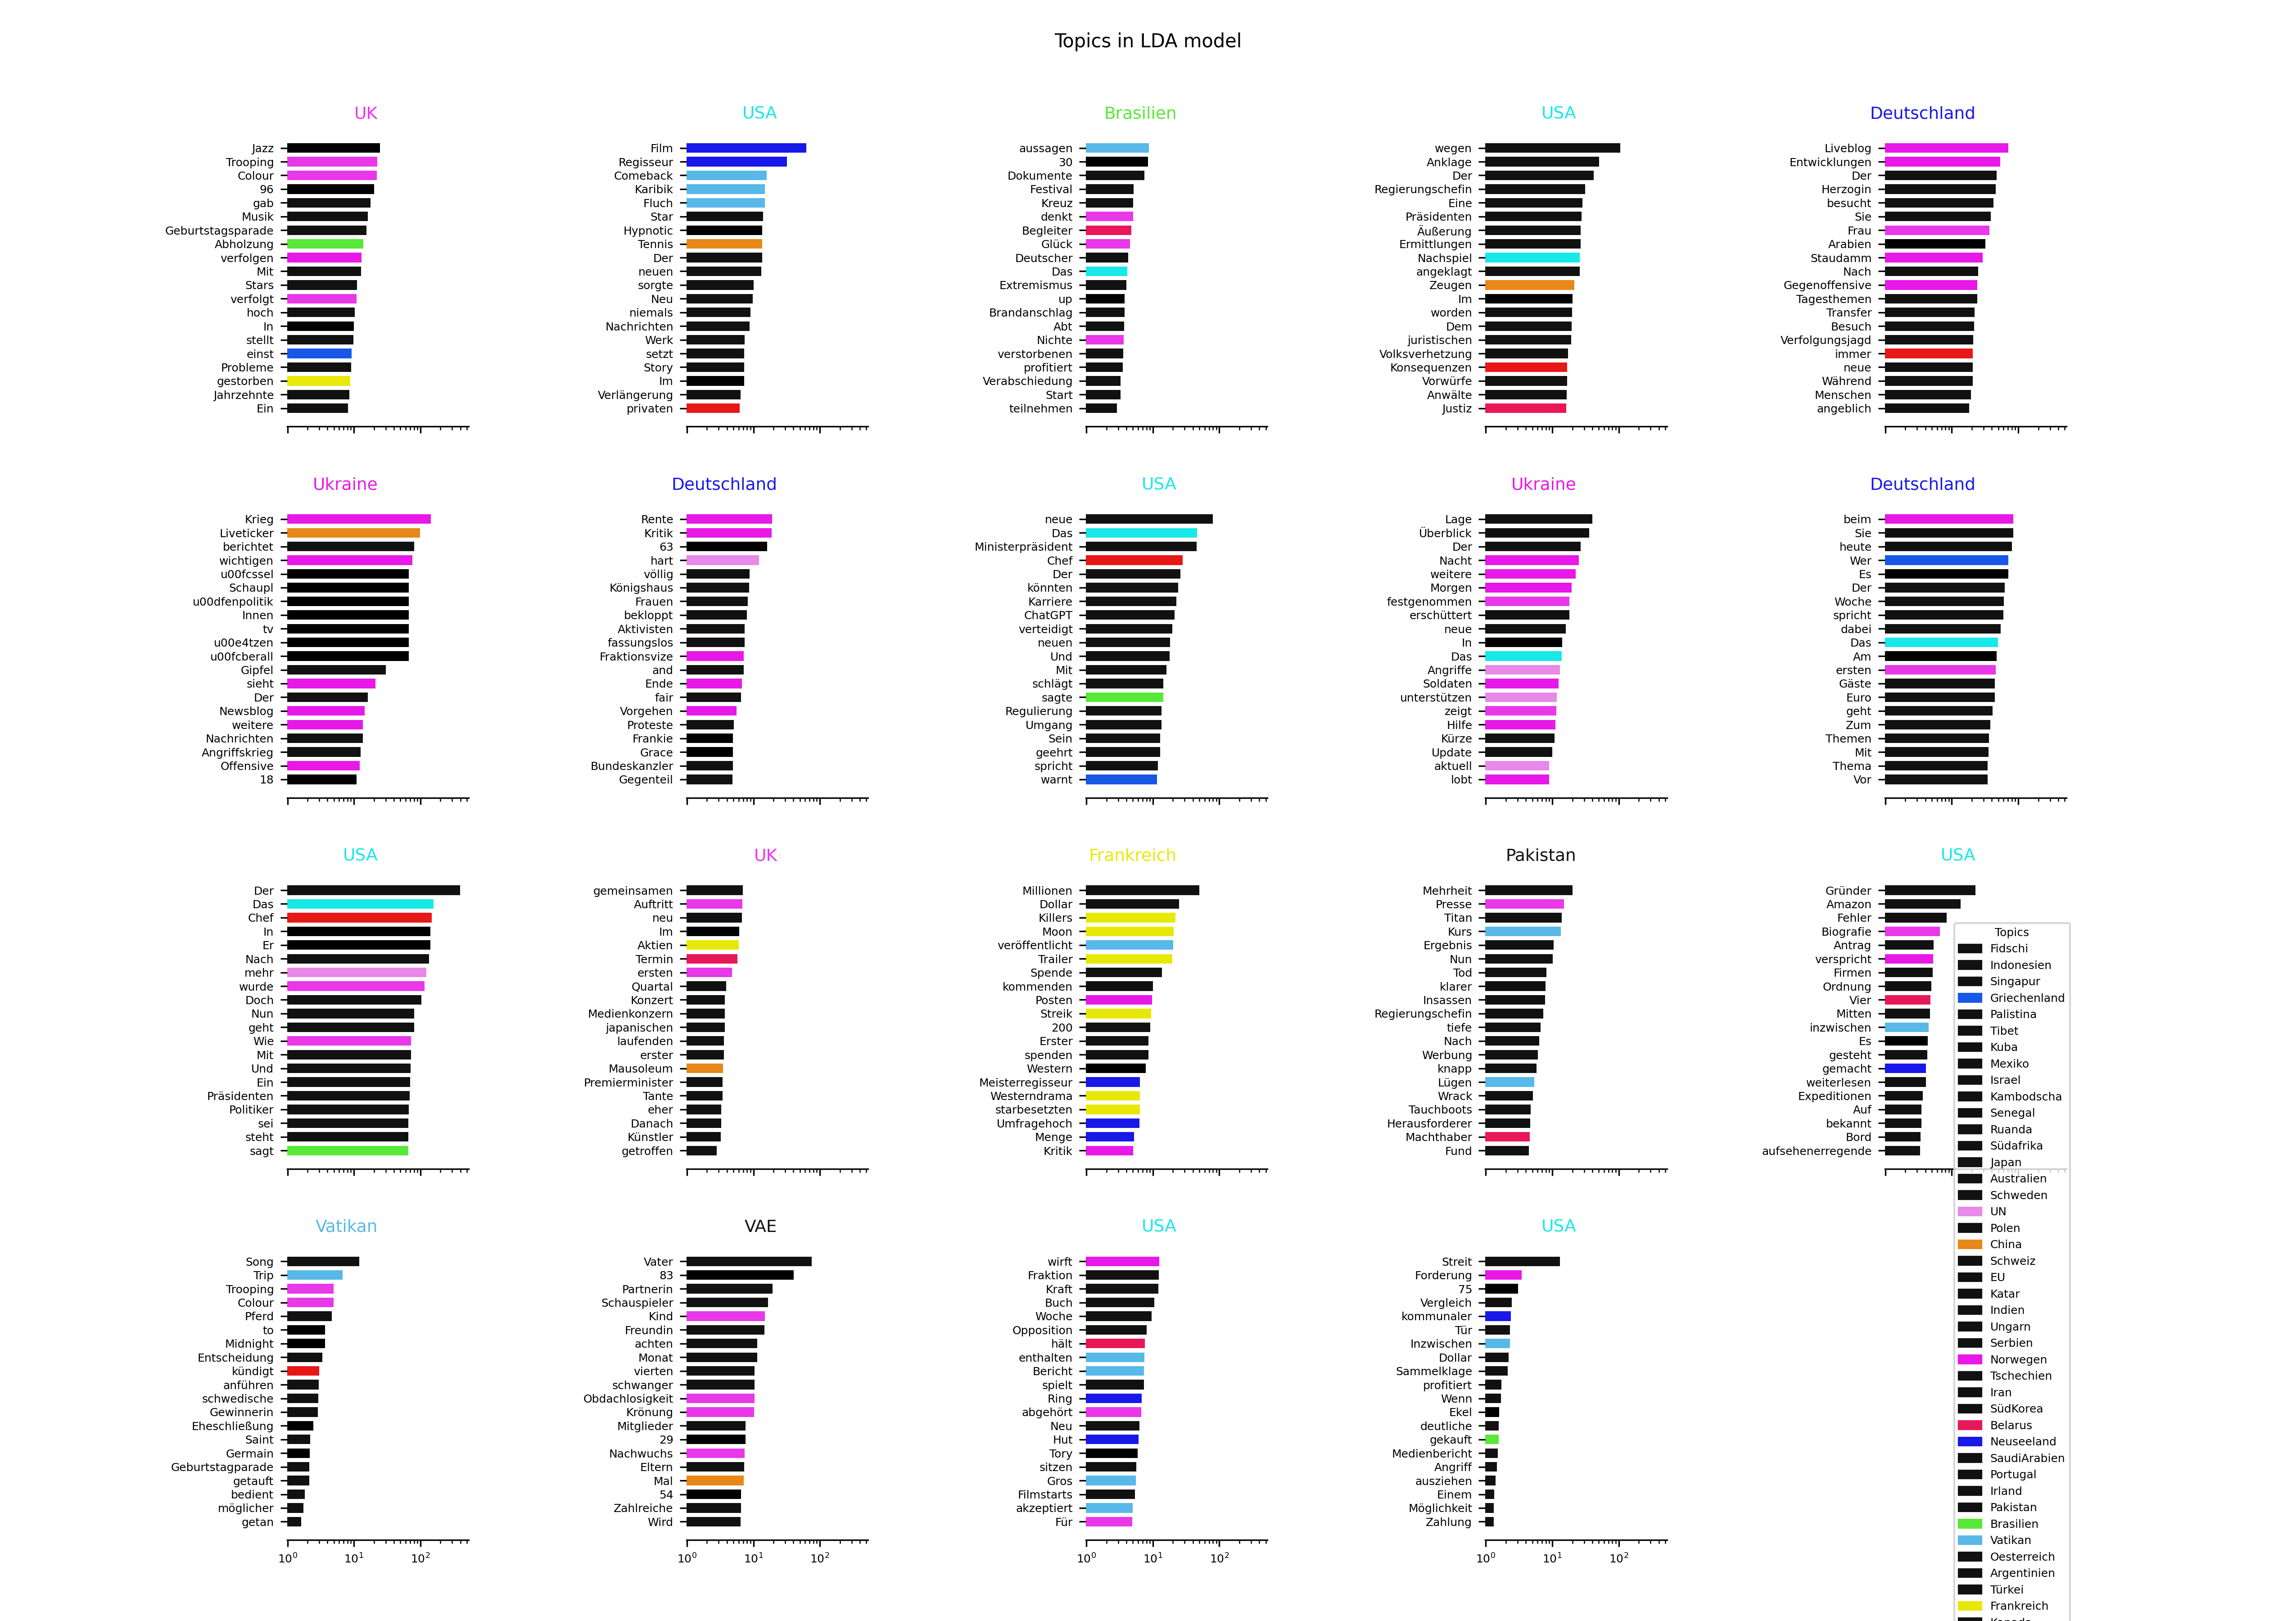 Topics in LDA model
UK
Jazz
Trooping
Colour
96
gab
Musik
Geburtstagsparade
Abholzung
verfolgen
Mit
Stars
verfolgt
hoch
In
stellt
einst
Probleme
gestorben
Jahrzehnte
Ein
USA
Film
Regisseur
Comeback
Karibik
Fluch
Star
Hypnotic
Tennis
Der
neuen
sorgte
Neu
niemals
Nachrichten
Werk
setzt
Story
Im
Verlängerung
privaten
Brasilien
aussagen
30
Dokumente
Festival
Kreuz
denkt
Begleiter
Glück
Deutscher
Das
Extremismus
up
Brandanschlag
Abt
Nichte
verstorbenen
profitiert
Verabschiedung
Start
teilnehmen
USA
wegen
Anklage
Der
Regierungschefin
Eine
Präsidenten
Äußerung
Ermittlungen
Nachspiel
angeklagt
Zeugen
Im
worden
Dem
juristischen
Volksverhetzung
Konsequenzen
Vorwürfe
Anwälte
Justiz
Deutschland
Liveblog
Entwicklungen
Der
Herzogin
besucht
Sie
Frau
Arabien
Staudamm
Nach
Gegenoffensive
Tagesthemen
Transfer
Besuch
Verfolgungsjagd
immer
neue
Während
Menschen
angeblich
Ukraine
Krieg
Liveticker
berichtet
wichtigen
u00fcssel
Schaupl
u00dfenpolitik
Innen
tv
u00e4tzen
u00fcberall
Gipfel
sieht
Der
Newsblog
weitere
Nachrichten
Angriffskrieg
Offensive
18
Deutschland
Rente
Kritik
63
hart
völlig
Königshaus
Frauen
bekloppt
Aktivisten
fassungslos
Fraktionsvize
and
Ende
fair
Vorgehen
Proteste
Frankie
Grace
Bundeskanzler
Gegenteil
USA
neue
Das
Ministerpräsident
Chef
Der
könnten
Karriere
ChatGPT
verteidigt
neuen
Und
Mit
schlägt
sagte
Regulierung
Umgang
Sein
geehrt
spricht
warnt
Ukraine
Lage
Überblick
Der
Nacht
weitere
Morgen
festgenommen
erschüttert
neue
In
Das
Angriffe
Soldaten
unterstützen
zeigt
Hilfe
Kürze
Update
aktuell
lobt
Deutschland
beim
Sie
heute
Wer
Es
Der
Woche
spricht
dabei
Das
Am
ersten
Gäste
Euro
geht
Zum
Themen
Mit
Thema
Vor
USA
Der
Das
Chef
In
Er
Nach
mehr
wurde
Doch
Nun
geht
Wie
Mit
Und
Ein
Präsidenten
Politiker
sei
steht
sagt
UK
gemeinsamen
Auftritt
neu
Im
Aktien
Termin
ersten
Quartal
Konzert
Medienkonzern
japanischen
laufenden
erster
Mausoleum
Premierminister
Tante
eher
Danach
Künstler
getroffen
Frankreich
Millionen
Dollar
Killers
Moon
veröffentlicht
Trailer
Spende
kommenden
Posten
Streik
200
Erster
spenden
Western
Meisterregisseur
Westerndrama
starbesetzten
Umfragehoch
Menge
Kritik
Pakistan
Mehrheit
Presse
Titan
Kurs
Ergebnis
Nun
Tod
klarer
Insassen
Regierungschefin
tiefe
Nach
Werbung
knapp
Lügen
Wrack
Tauchboots
Herausforderer
Machthaber
Fund
USA
Gründer
Amazon
Fehler
Biografie
Antrag
verspricht
Firmen
Ordnung
Vier
Mitten
inzwischen
Es
gesteht
gemacht
weiterlesen
Expeditionen
Auf
bekannt
Bord
aufsehenerregende
Vatikan
Song
Trip
Trooping
Colour
Pferd
to
Midnight
Entscheidung
kündigt
anführen
schwedische
Gewinnerin
Eheschließung
Saint
Germain
Geburtstagparade
getauft
bedient
möglicher
getan
10⁰ 10¹ 10²
VAE
Vater
83
Partnerin
Schauspieler
Kind
Freundin
achten
Monat
vierten
schwanger
Obdachlosigkeit
Krönung
Mitglieder
29
Nachwuchs
Eltern
Mal
54
Zahlreiche
Wird
10⁰ 10¹ 10²
USA
wirft
Fraktion
Kraft
Buch
Woche
Opposition
hält
enthalten
Bericht
spielt
Ring
abgehört
Neu
Hut
Tory
sitzen
Gros
Filmstarts
akzeptiert
Für
10⁰ 10¹ 10²
USA
Streit
Forderung
75
Vergleich
kommunaler
Tür
Inzwischen
Dollar
Sammelklage
profitiert
Wenn
Ekel
deutliche
gekauft
Medienbericht
Angriff
ausziehen
Einem
Möglichkeit
Zahlung
10⁰ 10¹ 10²
Topics
Fidschi
Indonesien
Singapur
Griechenland
Palistina
Tibet
Kuba
Mexiko
Israel
Kambodscha
Senegal
Ruanda
Südafrika
Japan
Australien
Schweden
UN
Polen
China
Schweiz
EU
Katar
Indien
Ungarn
Serbien
Norwegen
Tschechien
Iran
SüdKorea
Belarus
Neuseeland
SaudiArabien
Portugal
Irland
Pakistan
Brasilien
Vatikan
Oesterreich
Argentinien
Türkei
Frankreich